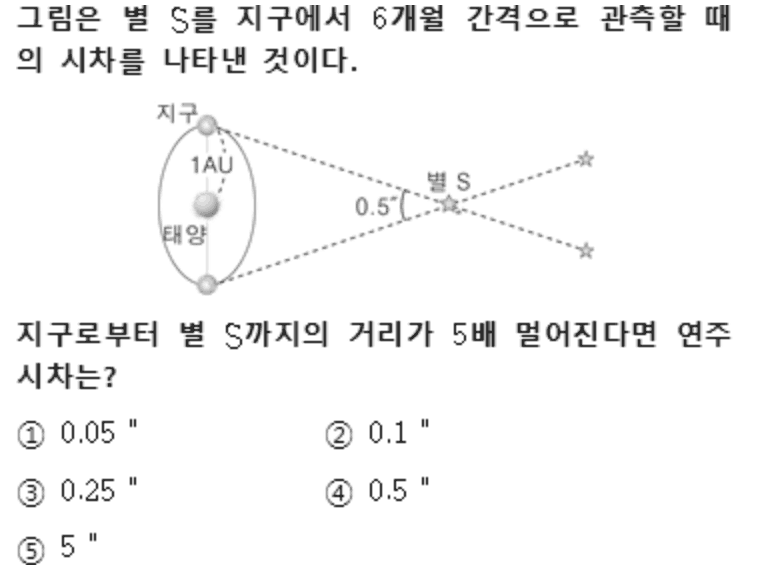 그림은 별 S를 지구에서 6개월 간격으로 관측할 때
의 시차를 나타낸 것이다.
지구
1AU
별 S
0.5″
태양
지구로부터 별 S까지의 거리가 5배 멀어진다면 연주
시차는?
① 0.05 " ② 0.1 "
③ 0.25 " ④ 0.5 "
⑤ 5 "